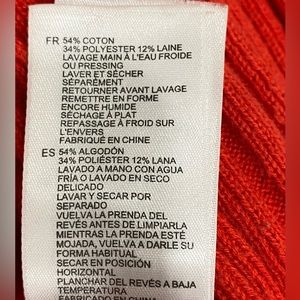 FR 54% COTON
34% POLYESTER 12% LAINE
LAVAGE MAIN À L'EAU FROIDE
OU PRESSING
LAVER ET SÉCHER
SÉPARÉMENT
RETOURNER AVANT LAVAGE
REMETTRE EN FORME
ENCORE HUMIDE
SÉCHAGE À PLAT
REPASSAGE À FROID SUR
L'ENVERS
FABRIQUÉ EN CHINE
ES 54% ALGODÓN
34% POLIÉSTER 12% LANA
LAVADO A MANO CON AGUA
FRÍA O LAVADO EN SECO
DELICADO
LAVAR Y SECAR POR
SEPARADO
VUELVA LA PRENDA DEL
REVÉS ANTES DE LIMPIARLA
MIENTRAS LA PRENDA ESTÉ
MOJADA, VUELVA A DARLE SU
FORMA HABITUAL
SECAR EN POSICIÓN
HORIZONTAL
PLANCHAR DEL REVÉS A BAJA
TEMPERATURA
FABRICADO EN CHINA